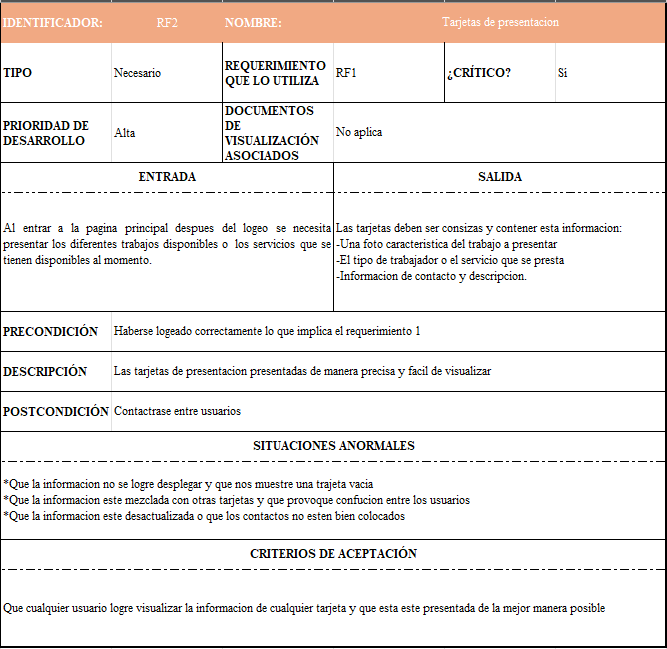 IDENTIFICADOR: RF2 NOMBRE: Tarjetas de presentacion
TIPO Necesario REQUERIMIENTO QUE LO UTILIZA RF1 ¿CRÍTICO? Sí
PRIORIDAD DE DESARROLLO Alta DOCUMENTOS DE VISUALIZACIÓN ASOCIADOS No aplica
ENTRADA SALIDA
Al entrar a la pagina principal despues del logeo se necesita
presentar los diferentes trabajos disponibles o los servicios que se
tienen disponibles al momento.
Las tarjetas deben ser consizas y contener esta informacion:
-Una foto caracteristica del trabajo a presentar
-El tipo de trabajador o el servicio que se presta
-Informacion de contacto y descripcion.
PRECONDICIÓN Haberse logeado correctamente lo que implica el requerimiento 1
DESCRIPCIÓN Las tarjetas de presentacion presentadas de manera precisa y facil de visualizar
POSTCONDICIÓN Contactrase entre usuarios
SITUACIONES ANORMALES
*Que la informacion no se logre desplegar y que nos muestre una trajeta vacia
*Que la informacion este mezclada con otras tarjetas y que provoque confucion entre los usuarios
*Que la informacion este desactualizada o que los contactos no esten bien colocados
CRITERIOS DE ACEPTACIÓN
Que cualquier usuario logre visualizar la informacion de cualquier tarjeta y que esta este presentada de la mejor manera posible